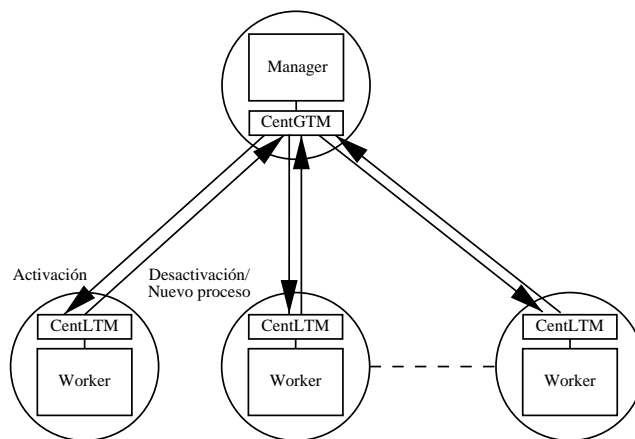 Manager
CentGTM
Activación
Desactivación/
Nuevo proceso
CentLTM
CentLTM
CentLTM
Worker
Worker
Worker